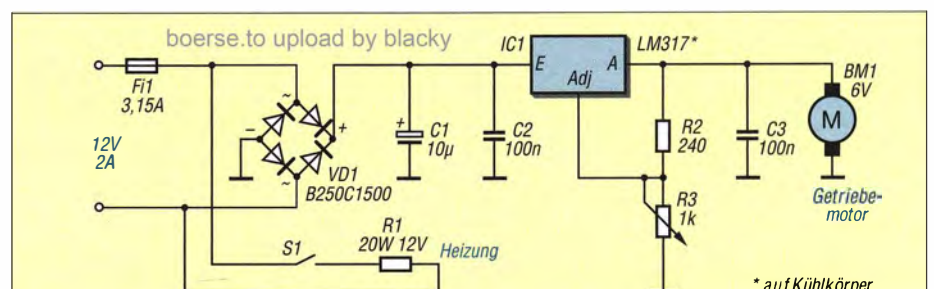 boerse.to upload by blacky
IC1
LM317*
E
A
Adj
Fi1
3,15A
~
BM1
6V
M
12V
2A
–
+
+
C1
10µ
C2
100n
R2
240
C3
100n
~
VD1
B250C1500
R3
1k
Getriebe-
motor
S1
R1
20W 12V
Heizung
* auf Kühlkörper